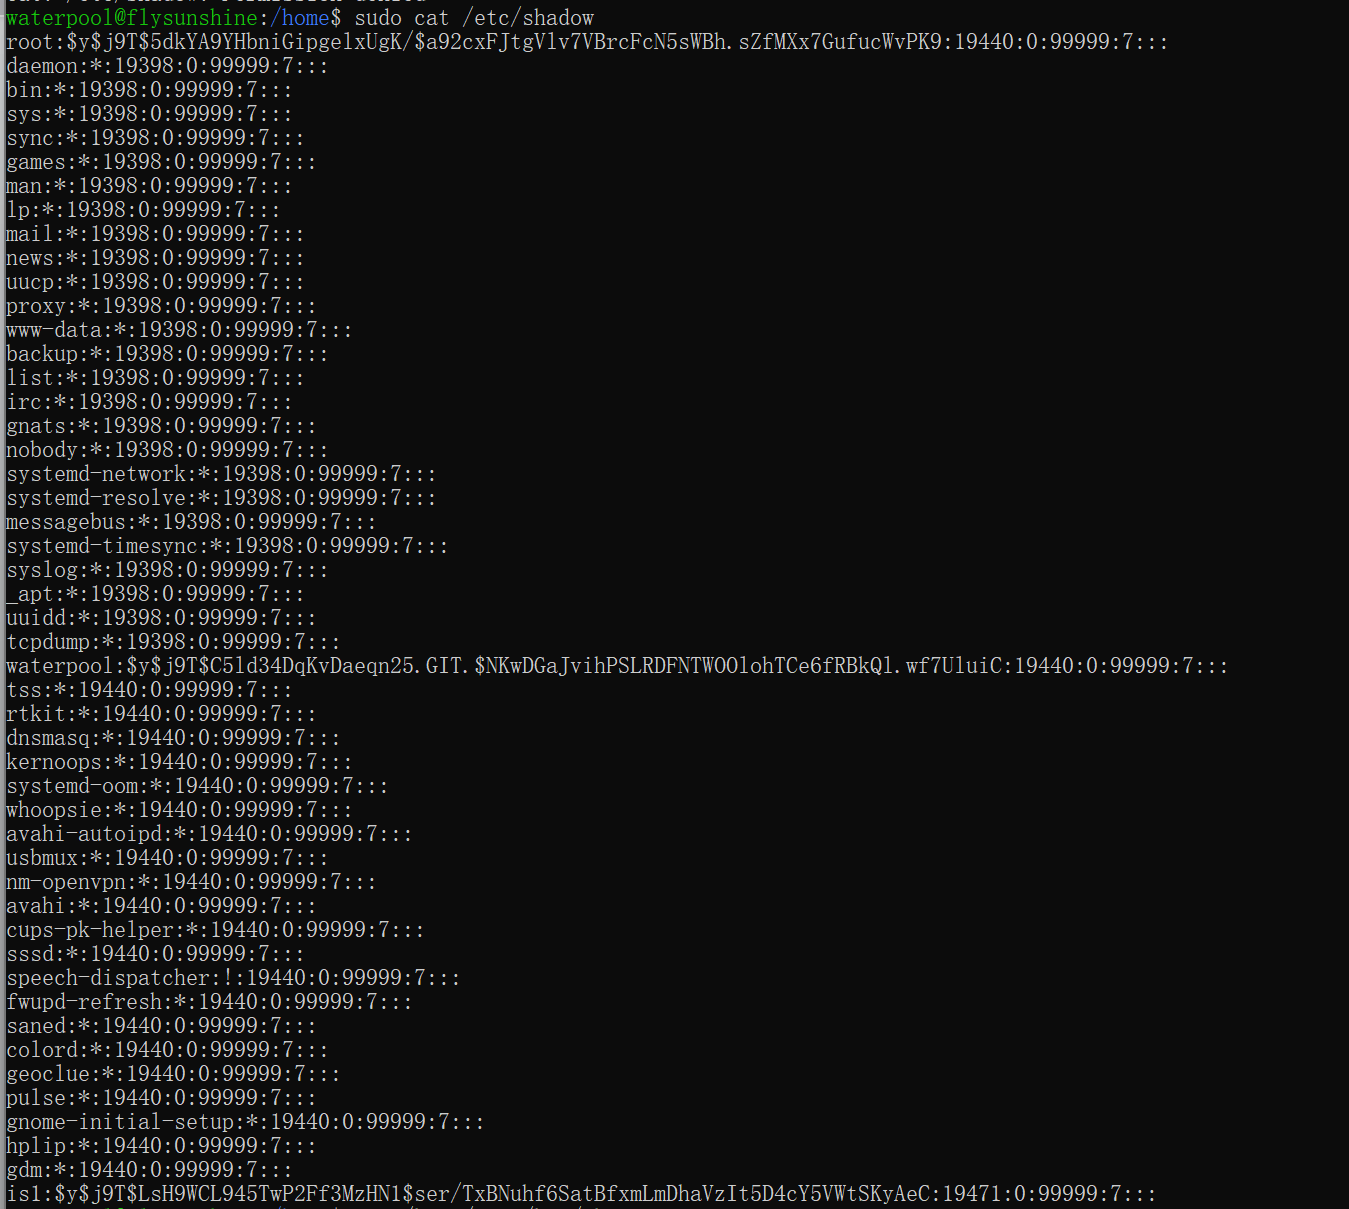 waterpool@flysunshine:/home$ sudo cat /etc/shadow
root:$y$j9T$5dkYA9YHbniGipgelxUgK/$a92cxFJtgVlv7VBrcFcN5sWBh.sZfMXx7GufucWvPK9:19440:0:99999:7:::
daemon:*:19398:0:99999:7:::
bin:*:19398:0:99999:7:::
sys:*:19398:0:99999:7:::
sync:*:19398:0:99999:7:::
games:*:19398:0:99999:7:::
man:*:19398:0:99999:7:::
lp:*:19398:0:99999:7:::
mail:*:19398:0:99999:7:::
news:*:19398:0:99999:7:::
uucp:*:19398:0:99999:7:::
proxy:*:19398:0:99999:7:::
www-data:*:19398:0:99999:7:::
backup:*:19398:0:99999:7:::
list:*:19398:0:99999:7:::
irc:*:19398:0:99999:7:::
gnats:*:19398:0:99999:7:::
nobody:*:19398:0:99999:7:::
systemd-network:*:19398:0:99999:7:::
systemd-resolve:*:19398:0:99999:7:::
messagebus:*:19398:0:99999:7:::
systemd-timesync:*:19398:0:99999:7:::
syslog:*:19398:0:99999:7:::
_apt:*:19398:0:99999:7:::
uuidd:*:19398:0:99999:7:::
tcpdump:*:19398:0:99999:7:::
waterpool:$y$j9T$C5ld34DqKvDaeqn25.GIT.$NKwDGaJvihPSLRDFNTWOOlohTCe6fRBkQl.wf7UluiC:19440:0:99999:7:::
tss:*:19440:0:99999:7:::
rtkit:*:19440:0:99999:7:::
dnsmasq:*:19440:0:99999:7:::
kernoops:*:19440:0:99999:7:::
systemd-oom:*:19440:0:99999:7:::
whoopsie:*:19440:0:99999:7:::
avahi-autoipd:*:19440:0:99999:7:::
usbmux:*:19440:0:99999:7:::
nm-openvpn:*:19440:0:99999:7:::
avahi:*:19440:0:99999:7:::
cups-pk-helper:*:19440:0:99999:7:::
sssd:*:19440:0:99999:7:::
speech-dispatcher:!:19440:0:99999:7:::
fwupd-refresh:*:19440:0:99999:7:::
saned:*:19440:0:99999:7:::
colord:*:19440:0:99999:7:::
geoclue:*:19440:0:99999:7:::
pulse:*:19440:0:99999:7:::
gnome-initial-setup:*:19440:0:99999:7:::
hplip:*:19440:0:99999:7:::
gdm:*:19440:0:99999:7:::
is1:$y$j9T$LsH9WCL945TwP2Ff3MzHN1$ser/TxBNuhf6SatBfxmLmDhaVzIt5D4cY5VWtSKyAeC:19471:0:99999:7:::